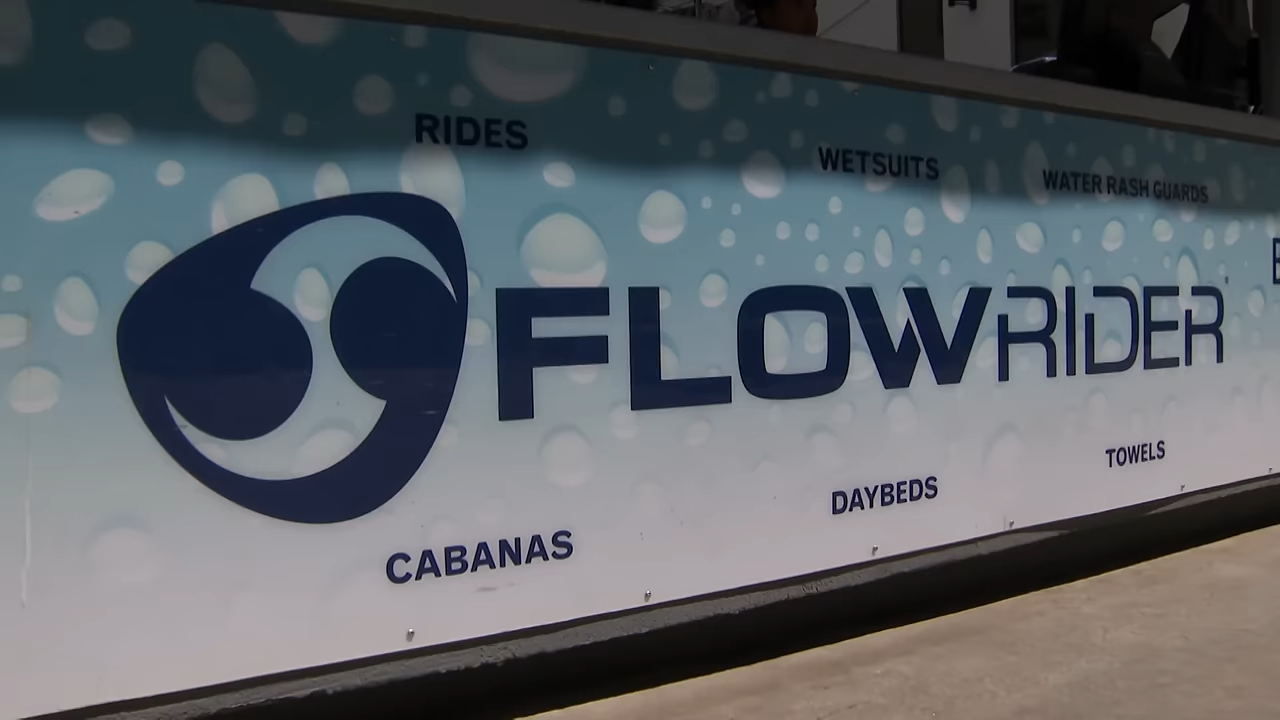 RIDES
WETSUITS
WATER RASH GUARDS
FLOWRIDER
CABANAS
DAYBEDS
TOWELS